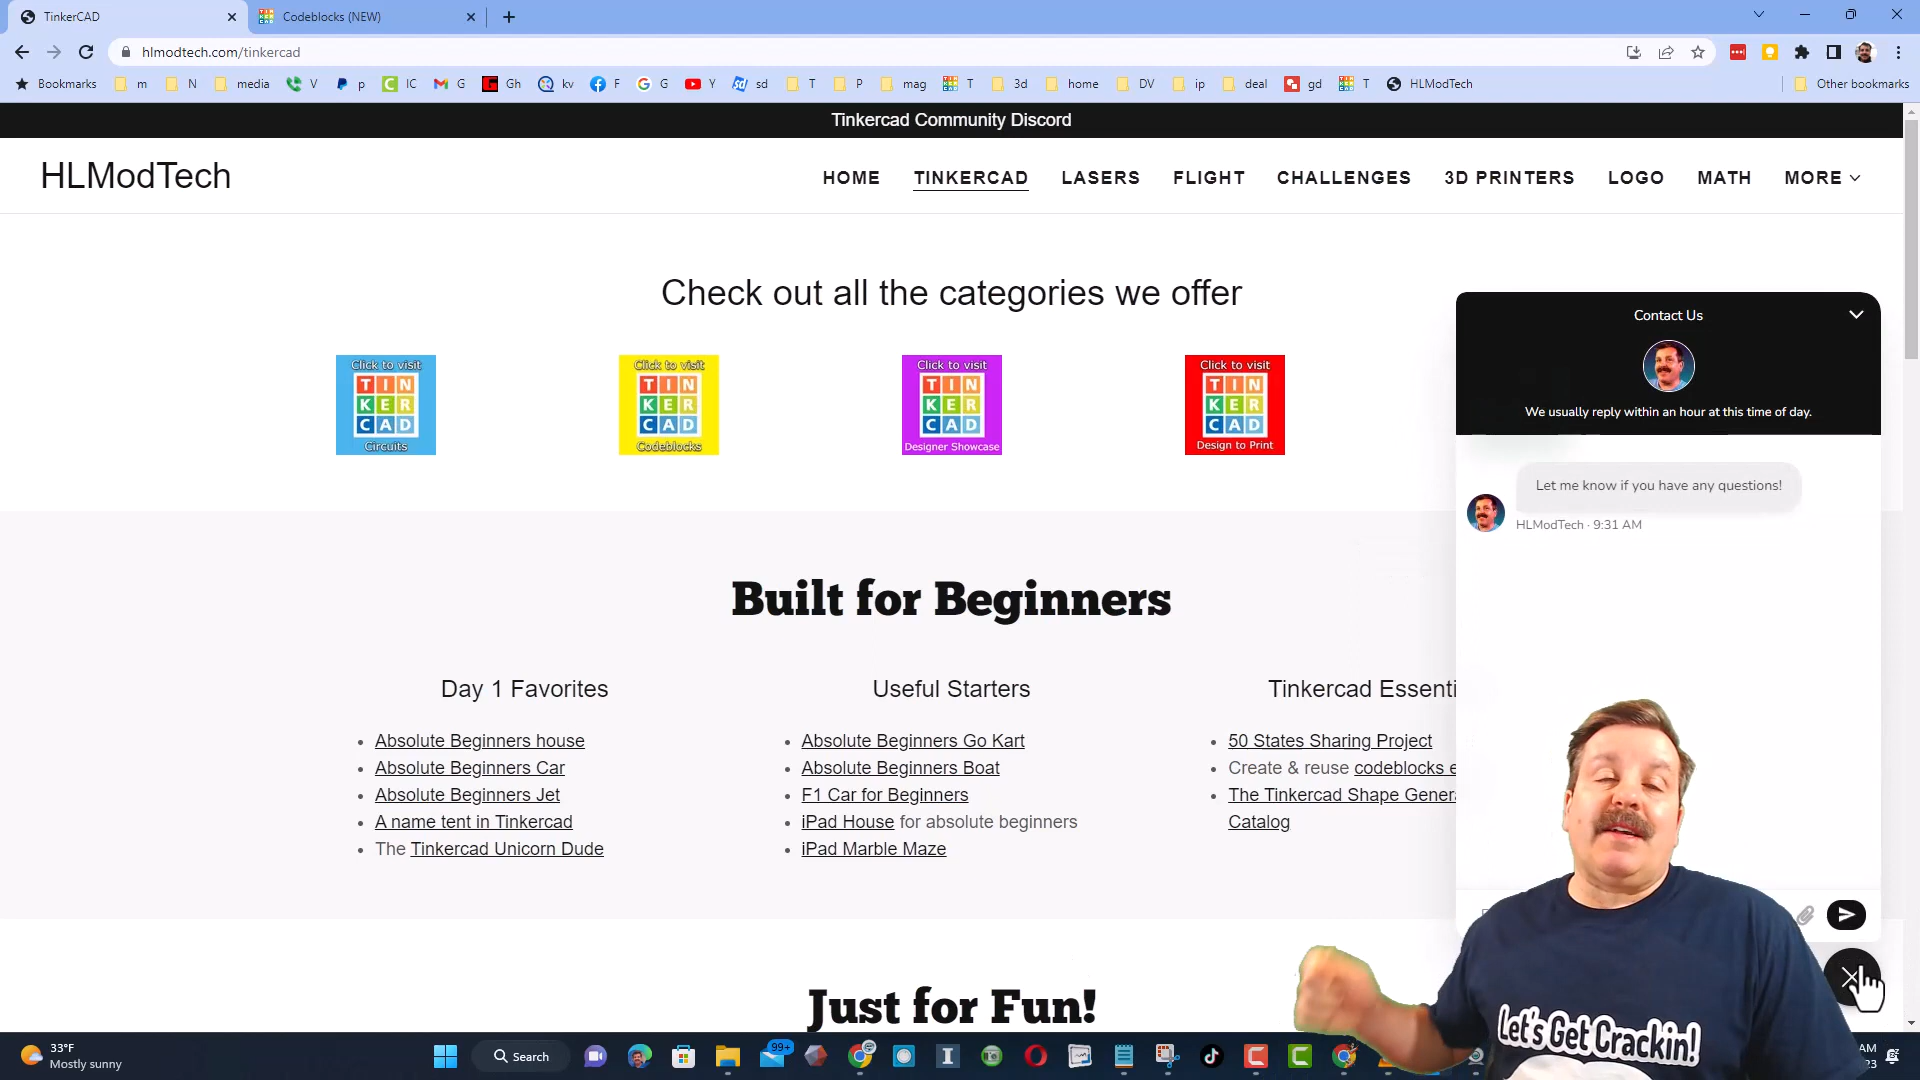 TinkerCAD
Codeblocks (NEW)
hlmodtech.com/tinkercad
Bookmarks m N media V p IC G Gh kv F G Y sd T P mag T 3d home DV ip deal gd T HLModTech Other bookmarks
Tinkercad Community Discord
HLModTech
HOME TINKERCAD LASERS FLIGHT CHALLENGES 3D PRINTERS LOGO MATH MORE
Check out all the categories we offer
Click to visit
TIN
KER
CAD
Circuits
Click to visit
TIN
KER
CAD
Codeblocks
Click to visit
TIN
KER
CAD
Designer Showcase
Click to visit
TIN
KER
CAD
Design to Print
Contact Us
We usually reply within an hour at this time of day.
Let me know if you have any questions!
HLModTech · 9:31 AM
Built for Beginners
Day 1 Favorites
Absolute Beginners house
Absolute Beginners Car
Absolute Beginners Jet
A name tent in Tinkercad
The Tinkercad Unicorn Dude
Useful Starters
Absolute Beginners Go Kart
Absolute Beginners Boat
F1 Car for Beginners
iPad House for absolute beginners
iPad Marble Maze
Tinkercad Essenti
50 States Sharing Project
Create & reuse codeblocks e
The Tinkercad Shape Genera
Catalog
Just for Fun!
Let's Get Crackin!
33°F
Mostly sunny
Search
99+
AM
23